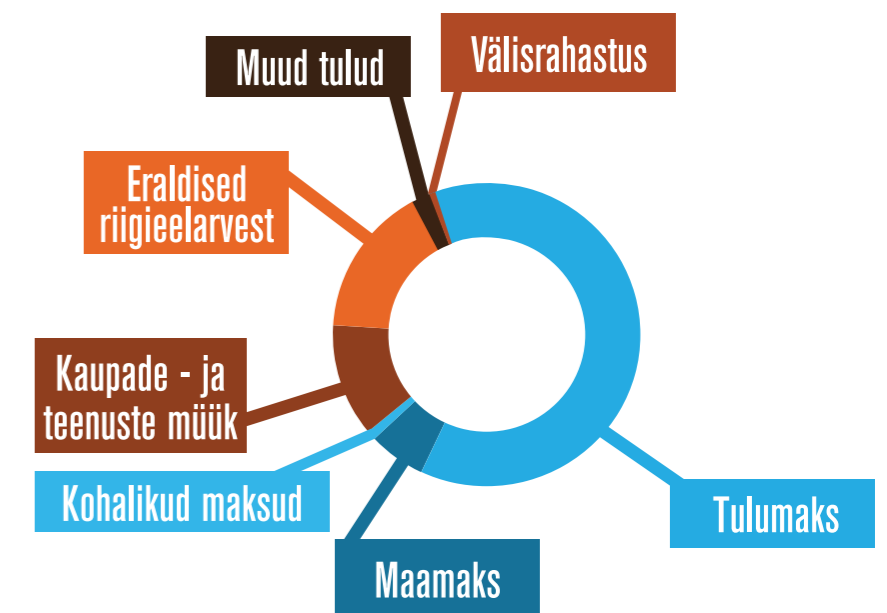 Muud tulud
Välisrahastus
Eraldised
riigieelarvest
Kaupade - ja
teenuste müük
Kohalikud maksud
Tulumaks
Maamaks